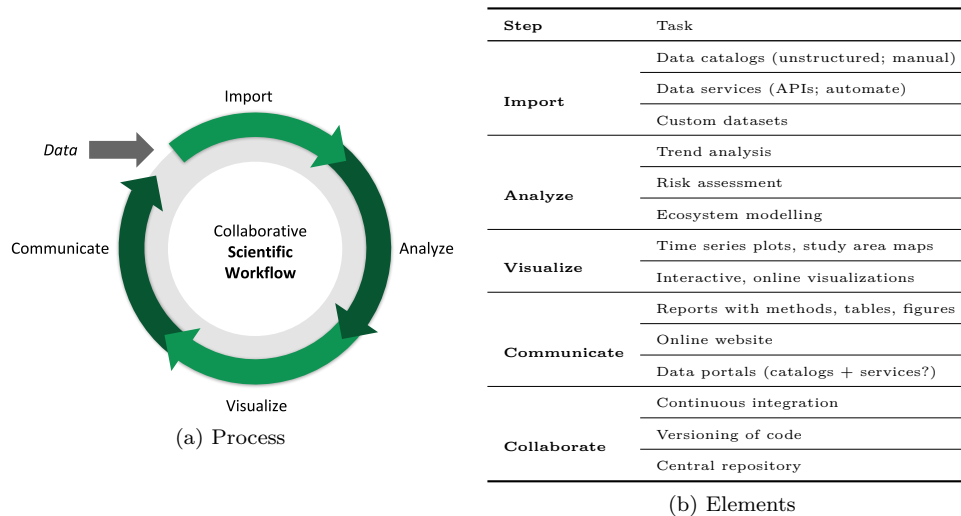 Import
Data
Communicate
Collaborative
Scientific
Workflow
Analyze
Visualize
(a) Process
Step Task
Import
Data catalogs (unstructured; manual)
Data services (APIs; automate)
Custom datasets
Analyze
Trend analysis
Risk assessment
Ecosystem modelling
Visualize
Time series plots, study area maps
Interactive, online visualizations
Communicate
Reports with methods, tables, figures
Online website
Data portals (catalogs + services?)
Collaborate
Continuous integration
Versioning of code
Central repository
(b) Elements